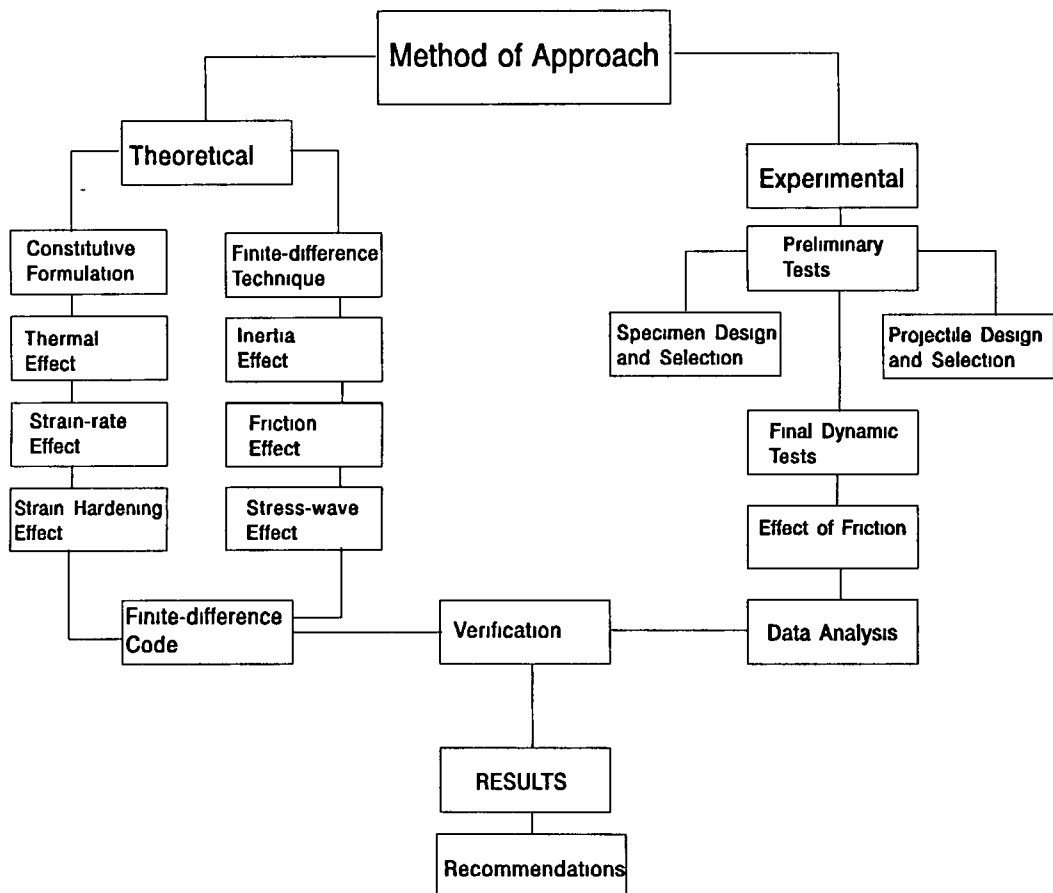 Method of Approach
Theoretical
Experimental
Constitutive
Formulation
Thermal
Effect
Strain-rate
Effect
Strain Hardening
Effect
Finite-difference
Technique
Inertia
Effect
Friction
Effect
Stress-wave
Effect
Preliminary
Tests
Specimen Design
and Selection
Projectile Design
and Selection
Final Dynamic
Tests
Effect of Friction
Finite-difference
Code
Verification
Data Analysis
RESULTS
Recommendations